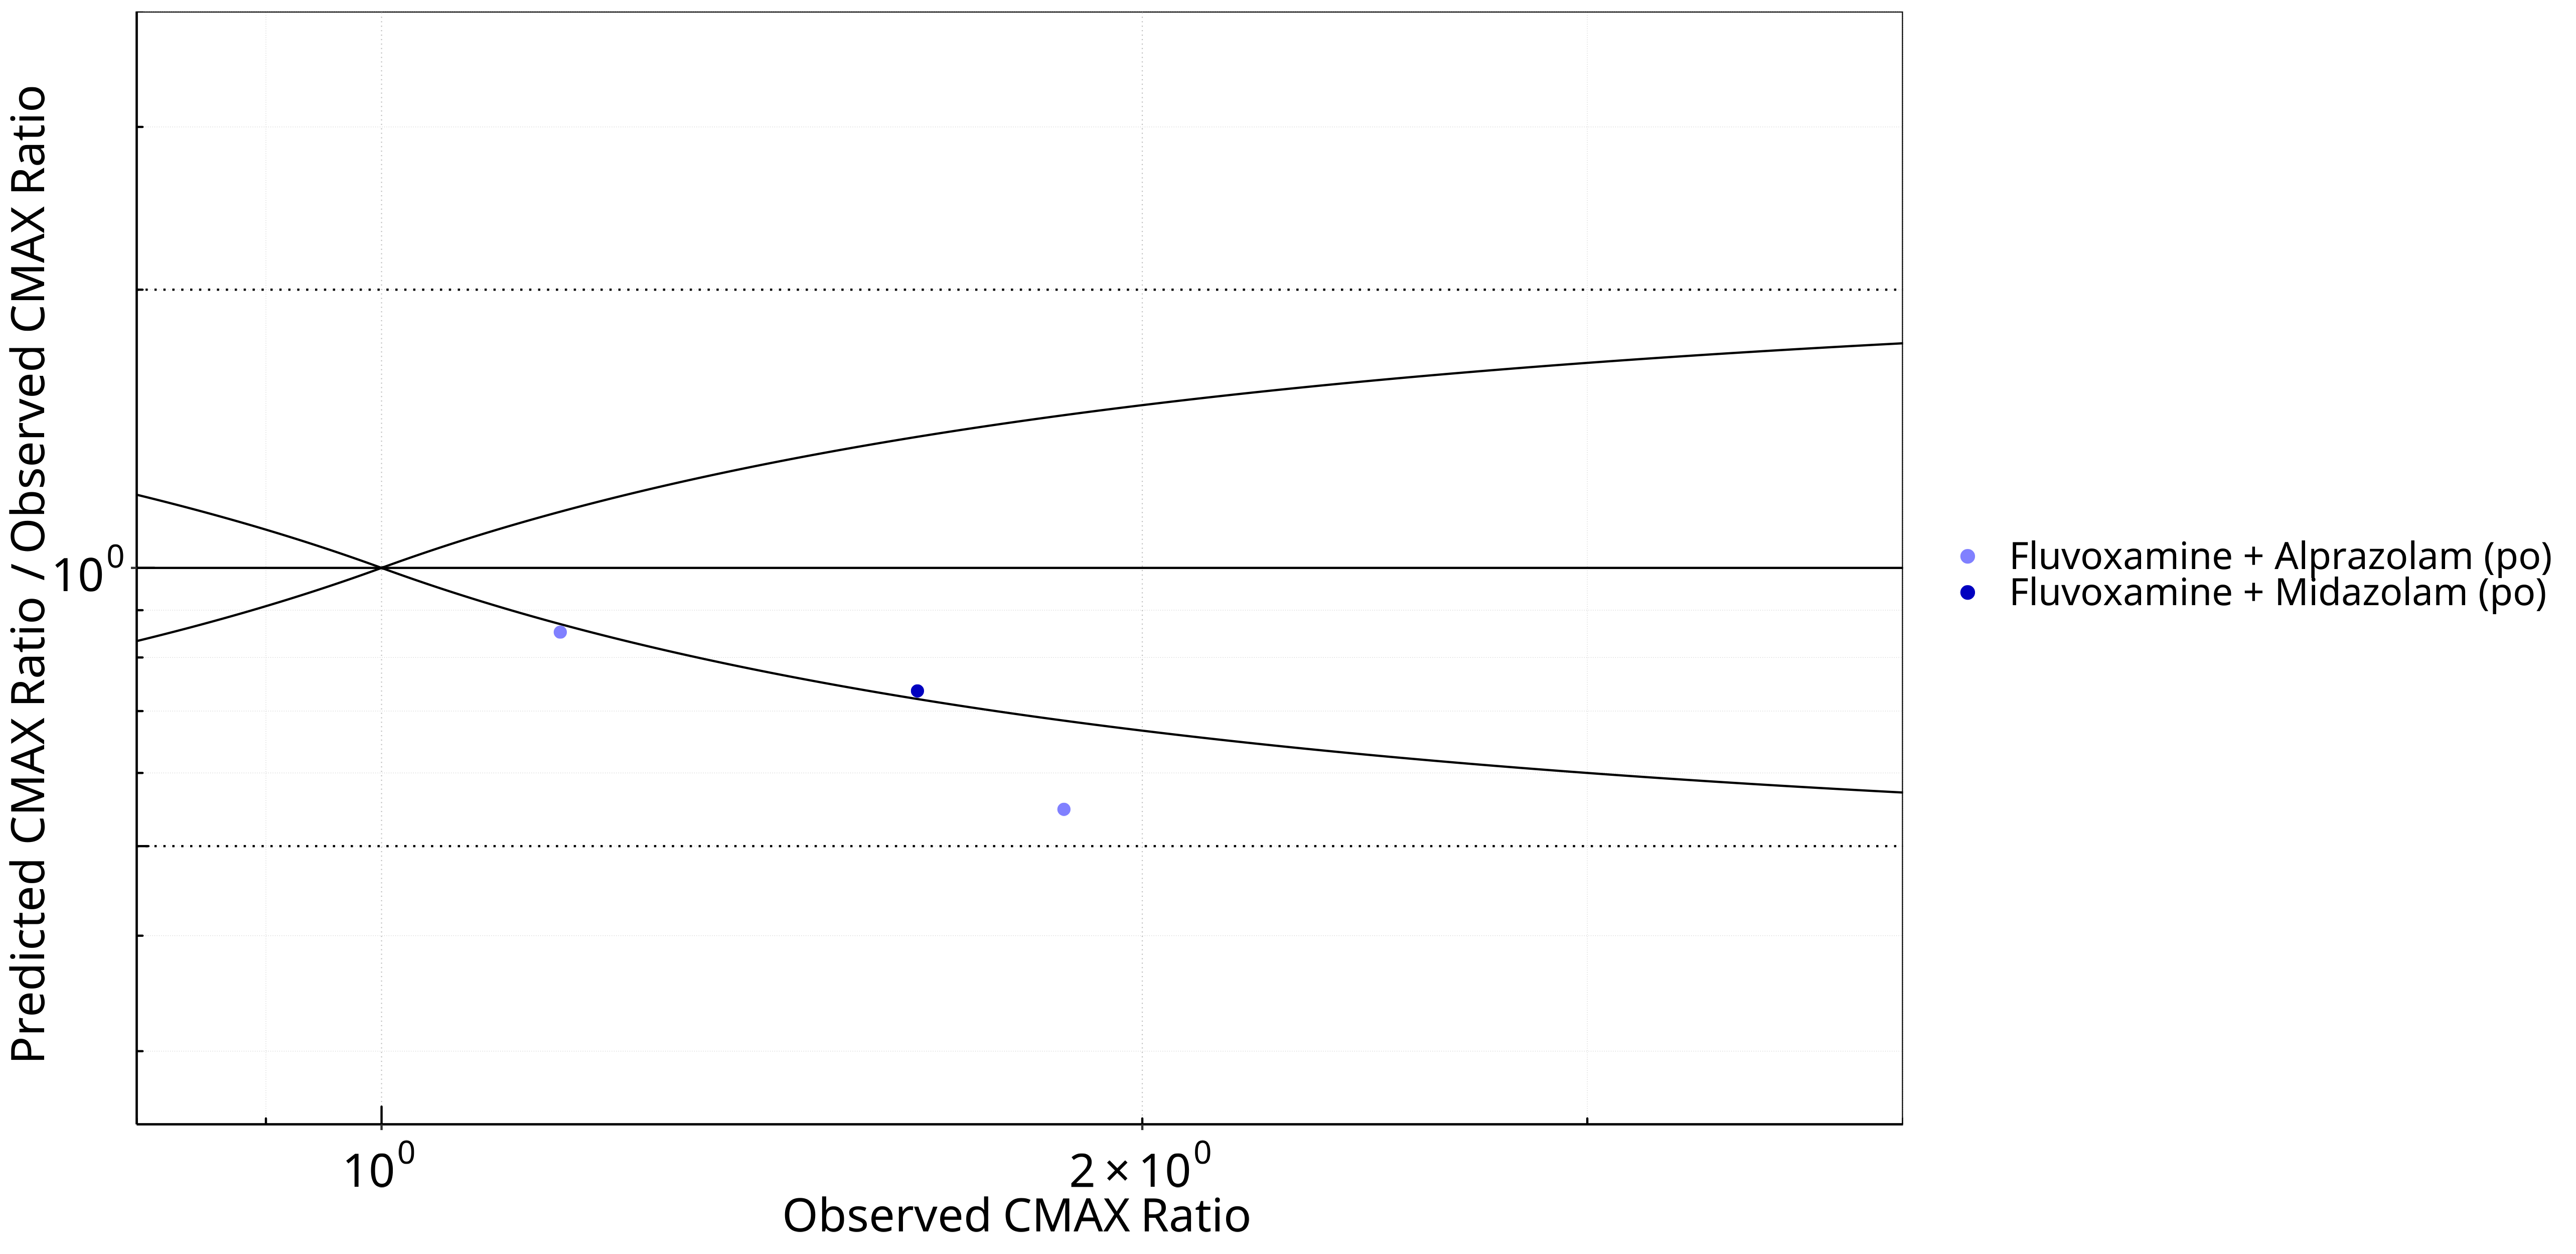 Predicted CMAX Ratio / Observed CMAX Ratio
10⁰
10⁰
2 × 10⁰
Observed CMAX Ratio
Fluvoxamine + Alprazolam (po)
Fluvoxamine + Midazolam (po)